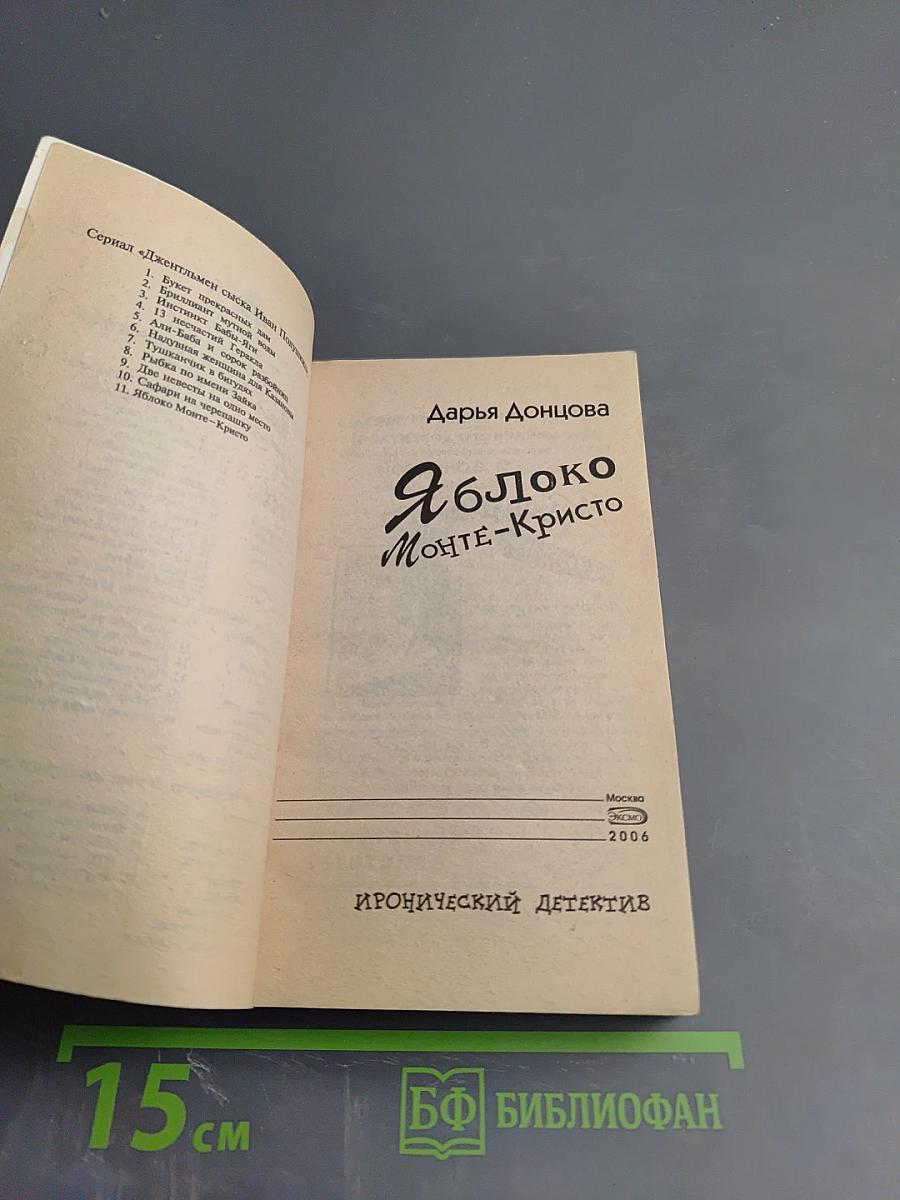 Сериал «Джентльмен сыска Иван Подушкин»
1. Букет прекрасных дам
2. Бриллиант мутной воды
3. Инстинкт Бабы-Яги
4. 13 несчастий Геракла
5. Али-Баба и сорок разбойниц
6. Надувная женщина для Казановы
7. Тушканчик в бигудях
8. Рыбка по имени Зайка
9. Две невесты на одно место
10. Сафари на черепашку
11. Яблоко Монте-Кристо
Дарья Донцова
Яблоко
Монте-Кристо
Москва
ЭКСМО
2006
ИРОНИЧЕСКИЙ ДЕТЕКТИВ
15 см
БФ БИБЛИОФАН